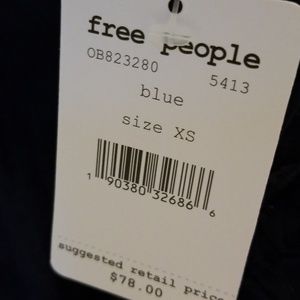 free people
OB823280 5413
blue
size XS
1 90380 32686 6
suggested retail price
$78.00